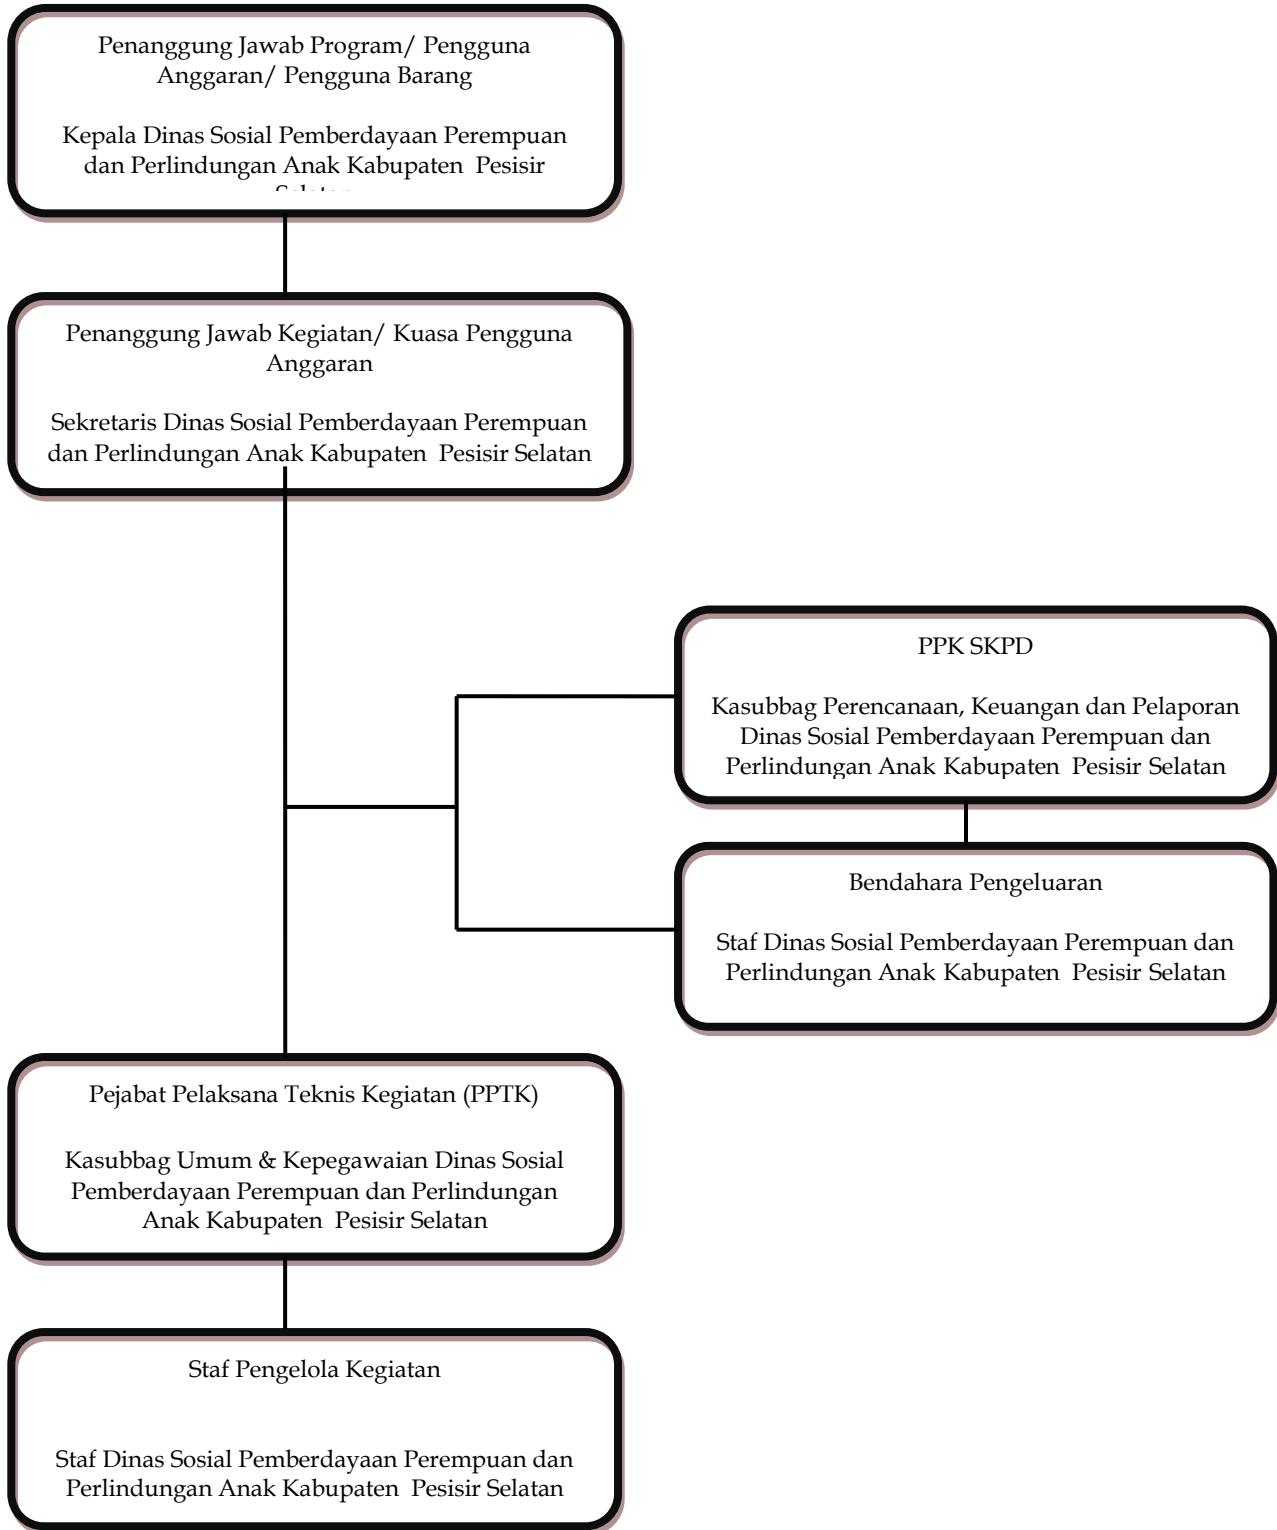 Penanggung Jawab Program/ Pengguna
Anggaran/ Pengguna Barang
Kepala Dinas Sosial Pemberdayaan Perempuan
dan Perlindungan Anak Kabupaten Pesisir
Selatan
Penanggung Jawab Kegiatan/ Kuasa Pengguna
Anggaran
Sekretaris Dinas Sosial Pemberdayaan Perempuan
dan Perlindungan Anak Kabupaten Pesisir Selatan
PPK SKPD
Kasubbag Perencanaan, Keuangan dan Pelaporan
Dinas Sosial Pemberdayaan Perempuan dan
Perlindungan Anak Kabupaten Pesisir Selatan
Bendahara Pengeluaran
Staf Dinas Sosial Pemberdayaan Perempuan dan
Perlindungan Anak Kabupaten Pesisir Selatan
Pejabat Pelaksana Teknis Kegiatan (PPTK)
Kasubbag Umum & Kepegawaian Dinas Sosial
Pemberdayaan Perempuan dan Perlindungan
Anak Kabupaten Pesisir Selatan
Staf Pengelola Kegiatan
Staf Dinas Sosial Pemberdayaan Perempuan dan
Perlindungan Anak Kabupaten Pesisir Selatan